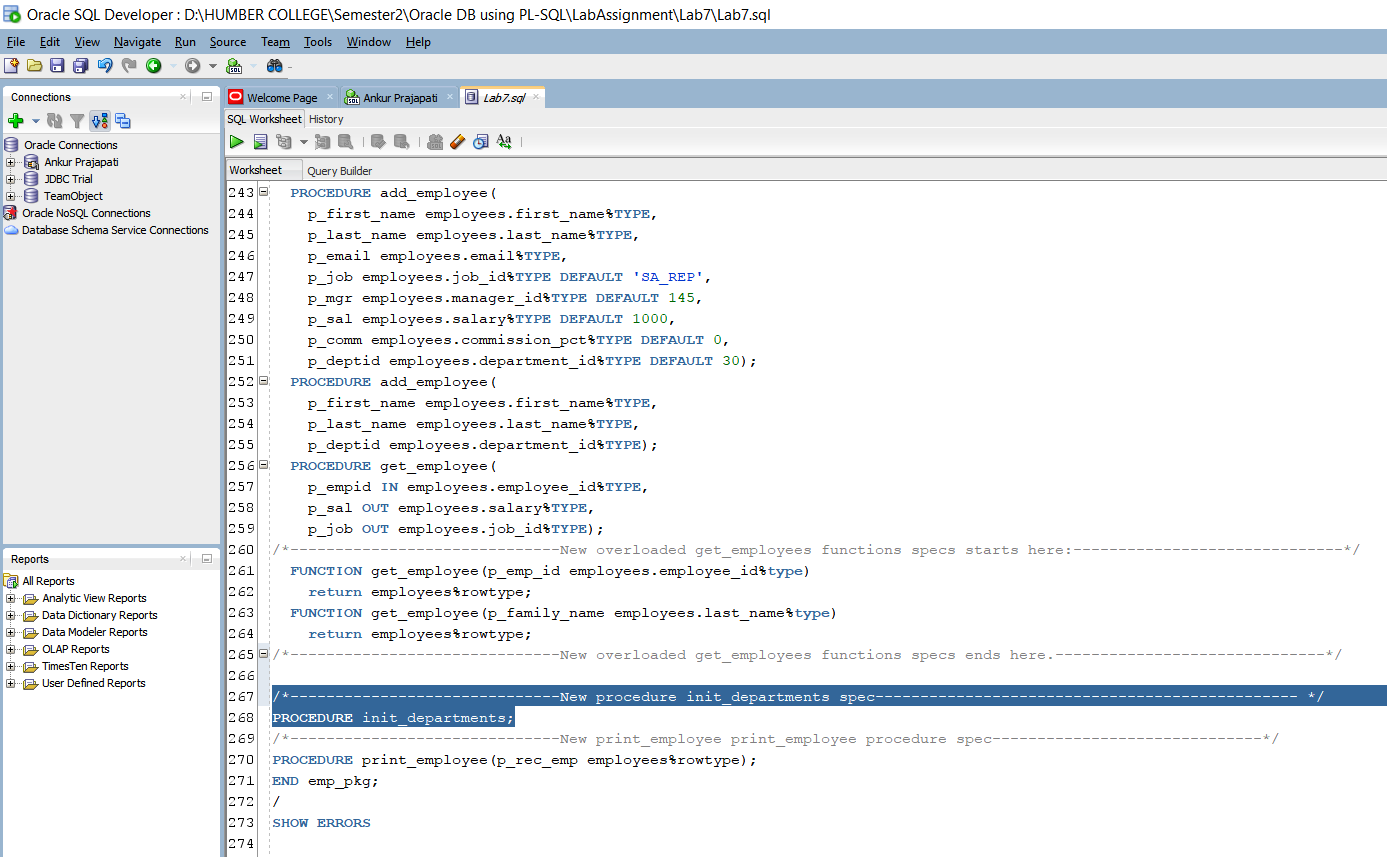 Oracle SQL Developer : D:\HUMBER COLLEGE\Semester2\Oracle DB using PL-SQL\LabAssignment\Lab7\Lab7.sql
File Edit View Navigate Run Source Team Tools Window Help
Connections
Oracle Connections
Ankur Prajapati
JDBC Trial
TeamObject
Oracle NoSQL Connections
Database Schema Service Connections
Reports
All Reports
Analytic View Reports
Data Dictionary Reports
Data Modeler Reports
OLAP Reports
TimesTen Reports
User Defined Reports
Welcome Page Ankur Prajapati Lab7.sql
SQL Worksheet History
Worksheet Query Builder
243 PROCEDURE add_employee(
244 p_first_name employees.first_name%TYPE,
245 p_last_name employees.last_name%TYPE,
246 p_email employees.email%TYPE,
247 p_job employees.job_id%TYPE DEFAULT 'SA_REP',
248 p_mgr employees.manager_id%TYPE DEFAULT 145,
249 p_sal employees.salary%TYPE DEFAULT 1000,
250 p_comm employees.commission_pct%TYPE DEFAULT 0,
251 p_deptid employees.department_id%TYPE DEFAULT 30);
252 PROCEDURE add_employee(
253 p_first_name employees.first_name%TYPE,
254 p_last_name employees.last_name%TYPE,
255 p_deptid employees.department_id%TYPE);
256 PROCEDURE get_employee(
257 p_empid IN employees.employee_id%TYPE,
258 p_sal OUT employees.salary%TYPE,
259 p_job OUT employees.job_id%TYPE);
260 /*------------------------------New overloaded get_employees functions specs starts here:------------------------------*/
261 FUNCTION get_employee(p_emp_id employees.employee_id%type)
262 return employees%rowtype;
263 FUNCTION get_employee(p_family_name employees.last_name%type)
264 return employees%rowtype;
265 /*------------------------------New overloaded get_employees functions specs ends here.------------------------------*/
266
267 /*------------------------------New procedure init_departments spec----------------------------------------------- */
268 PROCEDURE init_departments;
269 /*------------------------------New print_employee print_employee procedure spec------------------------------*/
270 PROCEDURE print_employee(p_rec_emp employees%rowtype);
271 END emp_pkg;
272 /
273 SHOW ERRORS
274